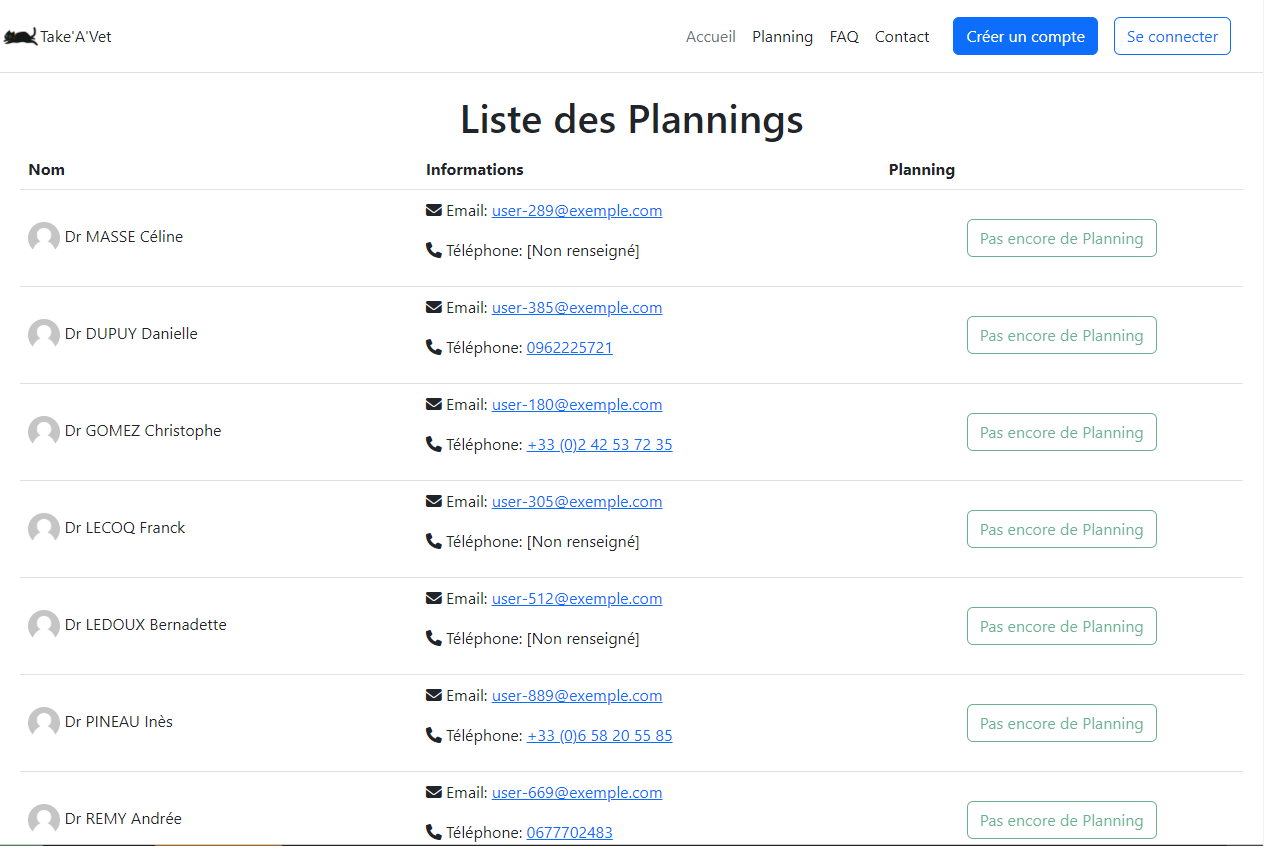 Take'A'Vet Accueil Planning FAQ Contact Créer un compte Se connecter
Liste des Plannings
Nom Informations Planning
Email: user-289@exemple.com
Dr MASSE Céline Pas encore de Planning
Téléphone: [Non renseigné]
Email: user-385@exemple.com
Dr DUPUY Danielle Pas encore de Planning
Téléphone: 0962225721
Email: user-180@exemple.com
Dr GOMEZ Christophe Pas encore de Planning
Téléphone: +33 (0)2 42 53 72 35
Email: user-305@exemple.com
Dr LECOQ Franck Pas encore de Planning
Téléphone: [Non renseigné]
Email: user-512@exemple.com
Dr LEDOUX Bernadette Pas encore de Planning
Téléphone: [Non renseigné]
Email: user-889@exemple.com
Dr PINEAU Inès Pas encore de Planning
Téléphone: +33 (0)6 58 20 55 85
Email: user-669@exemple.com
Dr REMY Andrée Pas encore de Planning
Téléphone: 0677702483